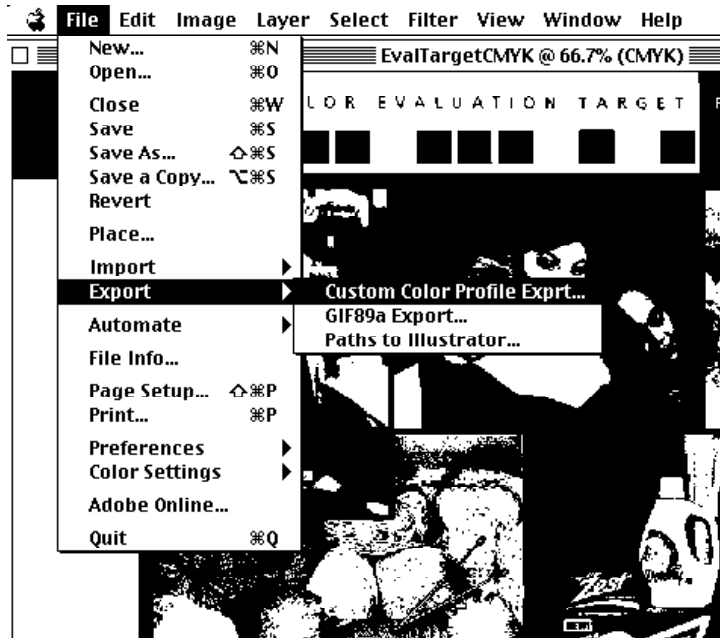 File Edit Image Layer Select Filter View Window Help
EvalTargetCMYK @ 66.7% (CMYK)
LOR EVALUATION TARGET
New... ⌘N
Open... ⌘O
Close ⌘W
Save ⌘S
Save As... ⇧⌘S
Save a Copy... ⌥⌘S
Revert
Place...
Import
Export
Custom Color Profile Exprt...
GIF89a Export...
Paths to Illustrator...
Automate
File Info...
Page Setup... ⇧⌘P
Print... ⌘P
Preferences
Color Settings
Adobe Online...
Quit ⌘Q
Zest